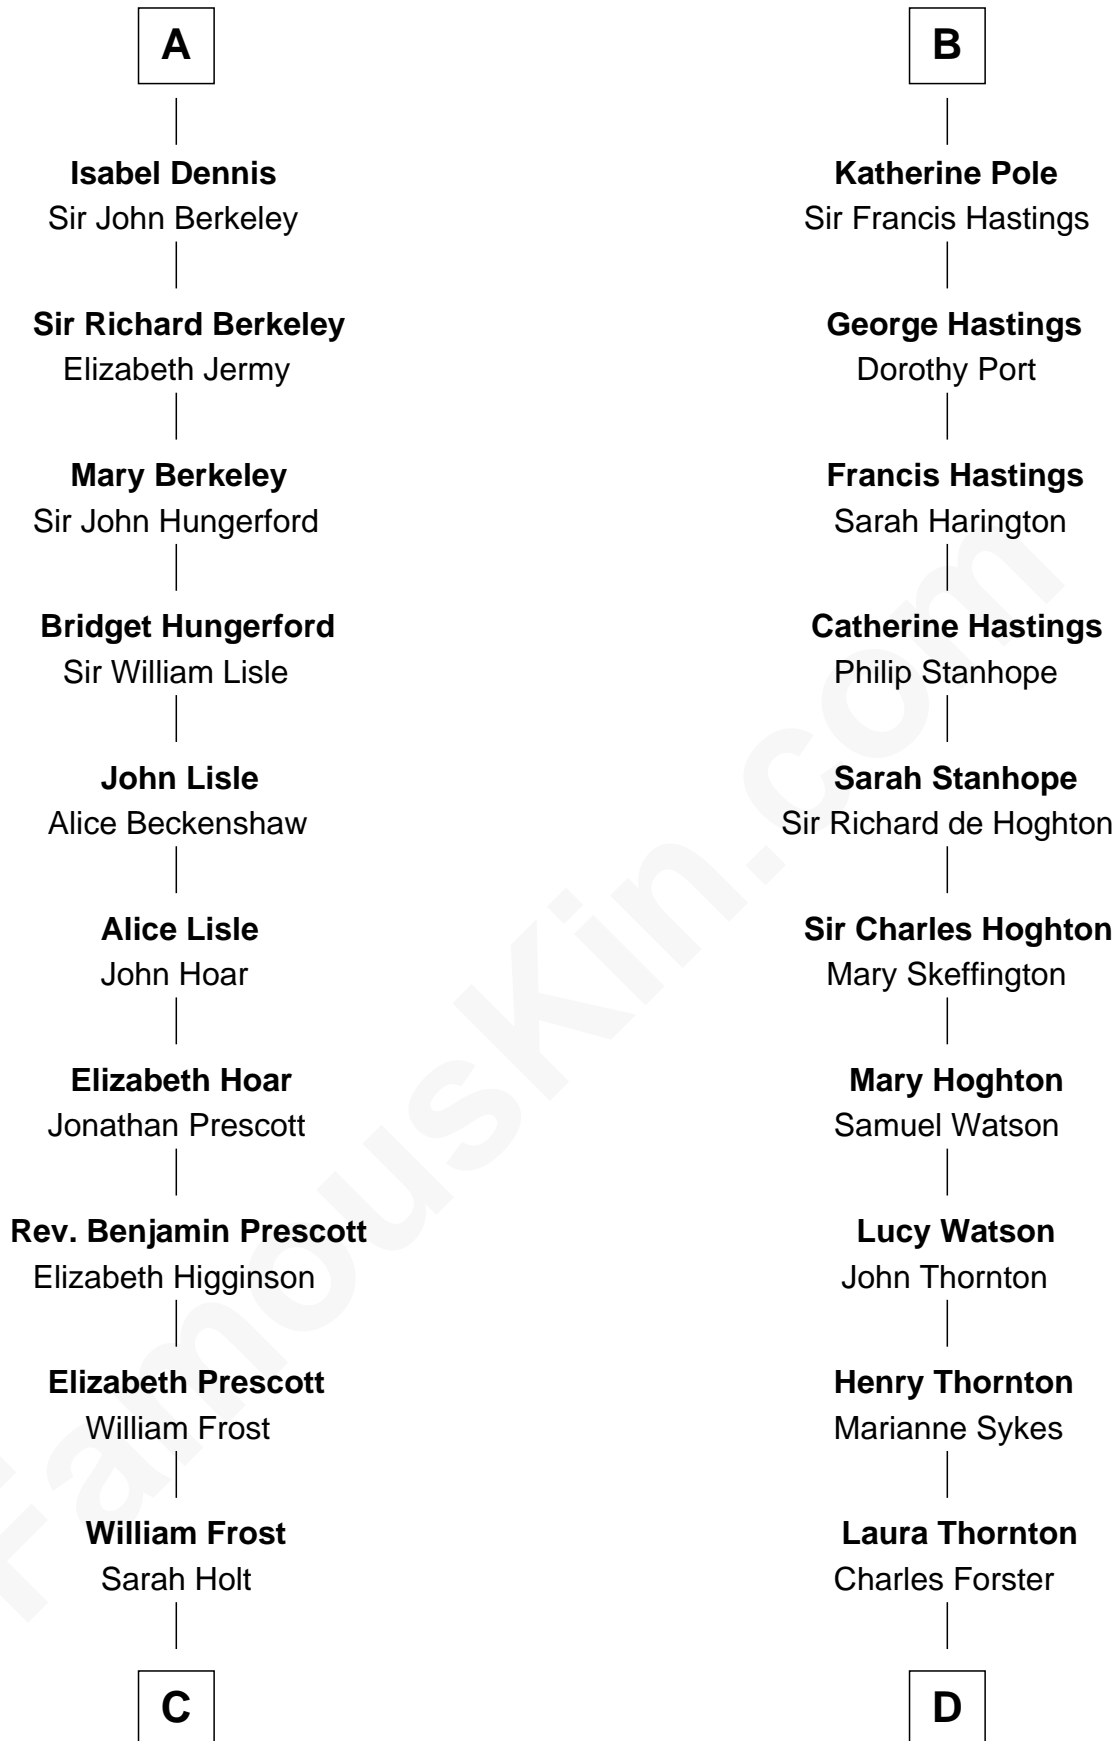 A
Isabel Dennis
Sir John Berkeley
Sir Richard Berkeley
Elizabeth Jermy
Mary Berkeley
Sir John Hungerford
Bridget Hungerford
Sir William Lisle
John Lisle
Alice Beckenshaw
Alice Lisle
John Hoar
Elizabeth Hoar
Jonathan Prescott
Rev. Benjamin Prescott
Elizabeth Higginson
Elizabeth Prescott
William Frost
William Frost
Sarah Holt
C
B
Katherine Pole
Sir Francis Hastings
George Hastings
Dorothy Port
Francis Hastings
Sarah Harington
Catherine Hastings
Philip Stanhope
Sarah Stanhope
Sir Richard de Hoghton
Sir Charles Hoghton
Mary Skeffington
Mary Hoghton
Samuel Watson
Lucy Watson
John Thornton
Henry Thornton
Marianne Sykes
Laura Thornton
Charles Forster
D
FamousKin.com